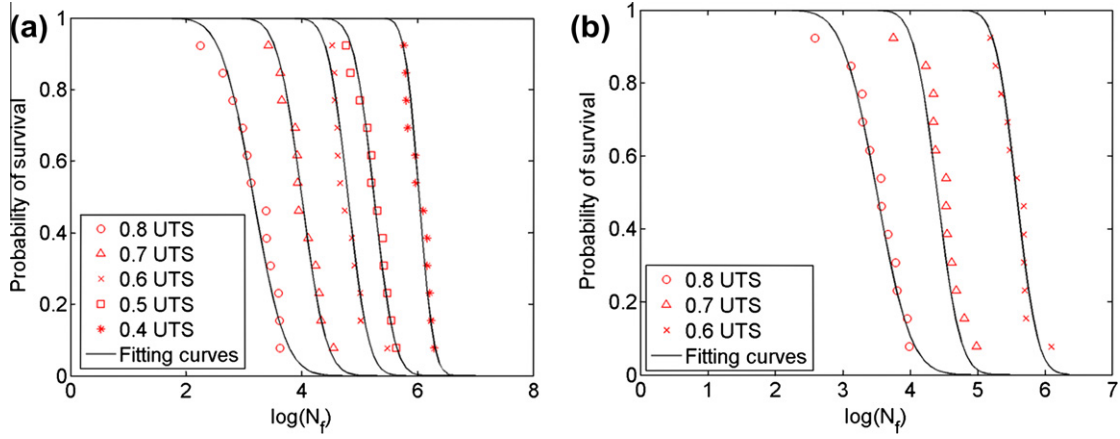 (a)
Probability of survival
1
0.8
0.6
0.4
0.2
0
0.8 UTS
0.7 UTS
0.6 UTS
0.5 UTS
0.4 UTS
Fitting curves
0 2 4 6 8
log(N_f)
(b)
Probability of survival
1
0.8
0.6
0.4
0.2
0
0.8 UTS
0.7 UTS
0.6 UTS
Fitting curves
0 1 2 3 4 5 6 7
log(N_f)